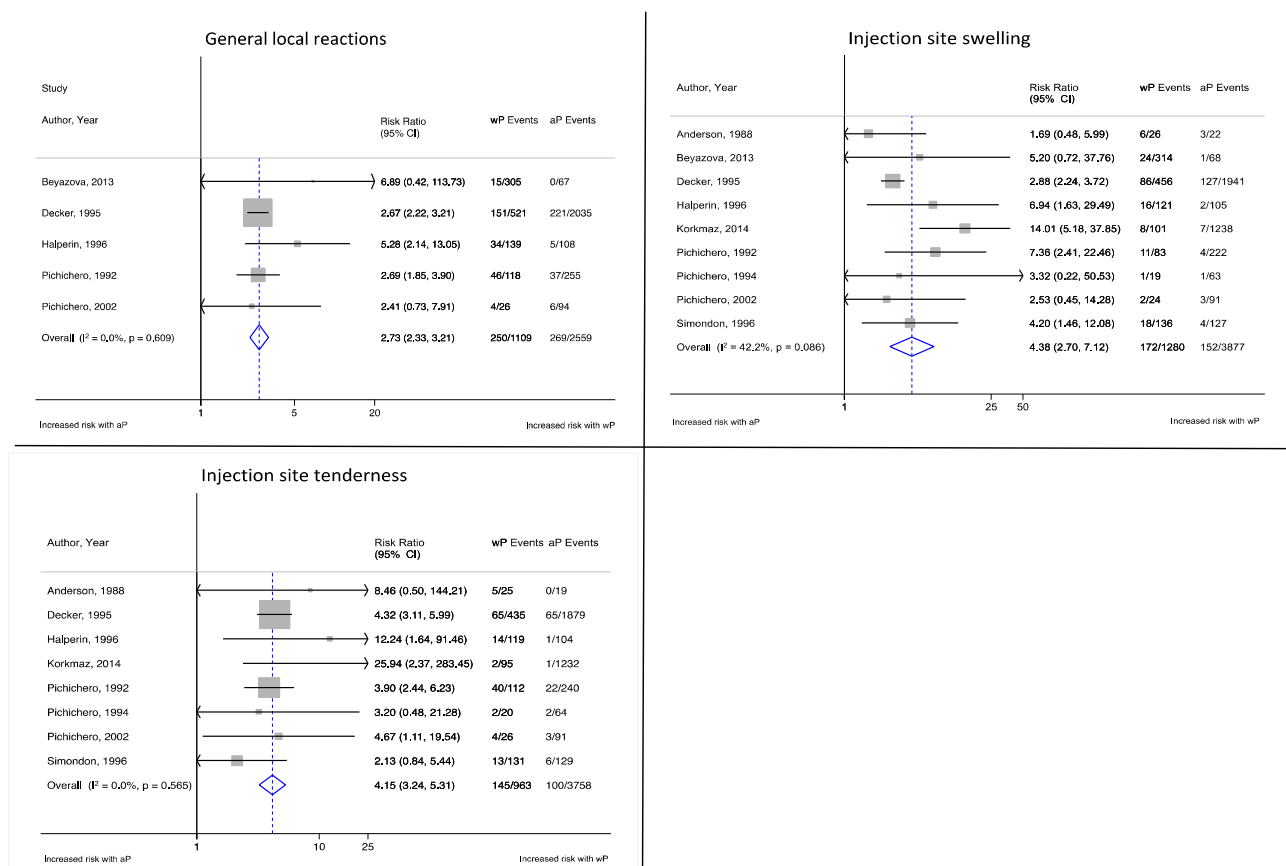 General local reactions
Study
Author, Year
Risk Ratio
(95% CI)
wP Events
aP Events
Beyazova, 2013 6.89 (0.42, 113.73) 15/305 0/67
Decker, 1995 2.67 (2.22, 3.21) 151/521 221/2035
Halperin, 1996 5.28 (2.14, 13.05) 34/139 5/108
Pichichero, 1992 2.69 (1.85, 3.90) 46/118 37/255
Pichichero, 2002 2.41 (0.73, 7.91) 4/26 6/94
Overall (I² = 0.0%, p = 0.609) 2.73 (2.33, 3.21) 250/1109 269/2559
1 5 20
Increased risk with aP Increased risk with wP
Injection site swelling
Author, Year
Risk Ratio
(95% CI)
wP Events
aP Events
Anderson, 1988 1.69 (0.48, 5.99) 6/26 3/22
Beyazova, 2013 5.20 (0.72, 37.76) 24/314 1/68
Decker, 1995 2.88 (2.24, 3.72) 86/456 127/1941
Halperin, 1996 6.94 (1.63, 29.49) 16/121 2/105
Korkmaz, 2014 14.01 (5.18, 37.85) 8/101 7/1238
Pichichero, 1992 7.36 (2.41, 22.46) 11/83 4/222
Pichichero, 1994 3.32 (0.22, 50.53) 1/19 1/63
Pichichero, 2002 2.53 (0.45, 14.28) 2/24 3/91
Simondon, 1996 4.20 (1.46, 12.08) 18/136 4/127
Overall (I² = 42.2%, p = 0.086) 4.38 (2.70, 7.12) 172/1280 152/3877
1 25 50
Increased risk with aP Increased risk with wP
Injection site tenderness
Author, Year
Risk Ratio
(95% CI)
wP Events
aP Events
Anderson, 1988 8.46 (0.50, 144.21) 5/25 0/19
Decker, 1995 4.32 (3.11, 5.99) 65/435 65/1879
Halperin, 1996 12.24 (1.64, 91.46) 14/119 1/104
Korkmaz, 2014 25.94 (2.37, 283.45) 2/95 1/1232
Pichichero, 1992 3.90 (2.44, 6.23) 40/112 22/240
Pichichero, 1994 3.20 (0.48, 21.28) 2/20 2/64
Pichichero, 2002 4.67 (1.11, 19.54) 4/26 3/91
Simondon, 1996 2.13 (0.84, 5.44) 13/131 6/129
Overall (I² = 0.0%, p = 0.565) 4.15 (3.24, 5.31) 145/963 100/3758
1 10 25
Increased risk with aP Increased risk with wP